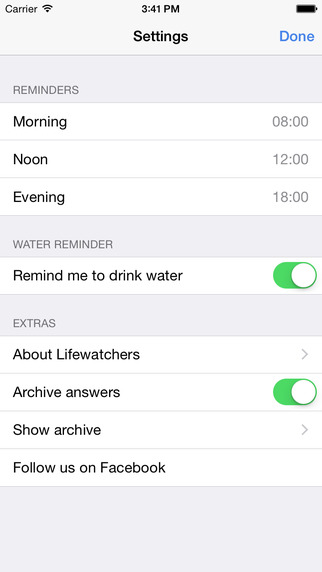 Carrier 3:41 PM
Settings Done
REMINDERS
Morning 08:00
Noon 12:00
Evening 18:00
WATER REMINDER
Remind me to drink water
EXTRAS
About Lifewatchers
Archive answers
Show archive
Follow us on Facebook